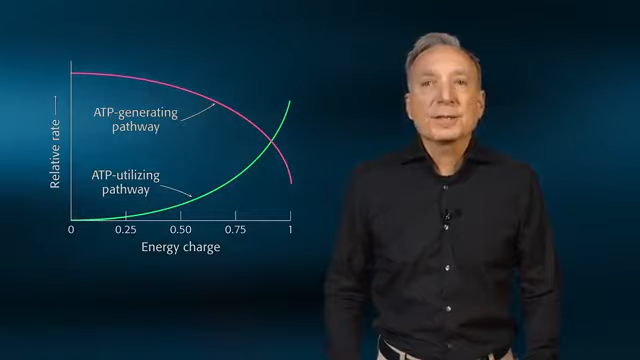 ATP-generating
pathway
ATP-utilizing
pathway
Relative rate
0
0.25
0.50
0.75
1
Energy charge